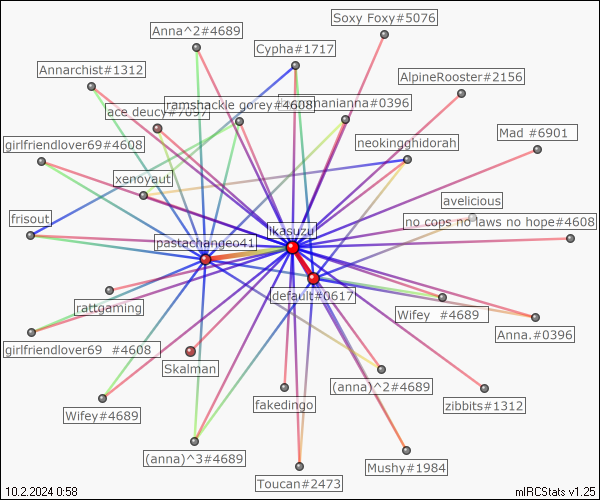 Soxy Foxy#5076
Anna^2#4689
Cypha#1717
Annarchist#1312
AlpineRooster#2156
ramshackle gorey#4608
ace deucy#7097
Mad #6901
girlfriendlover69#4608
neokingghidorah
xenoyaut
avelicious
frisout
no cops no laws no hope#4608
ikasuzu
pastachangeo41
default#0617
rattgaming
Wifey #4689
Anna.#0396
girlfriendlover69 #4608
Skalman
(anna)^2#4689
fakedingo
zibbits#1312
Wifey#4689
(anna)^3#4689
Mushy#1984
Toucan#2473
10.2.2024 0:58
mIRCStats v1.25